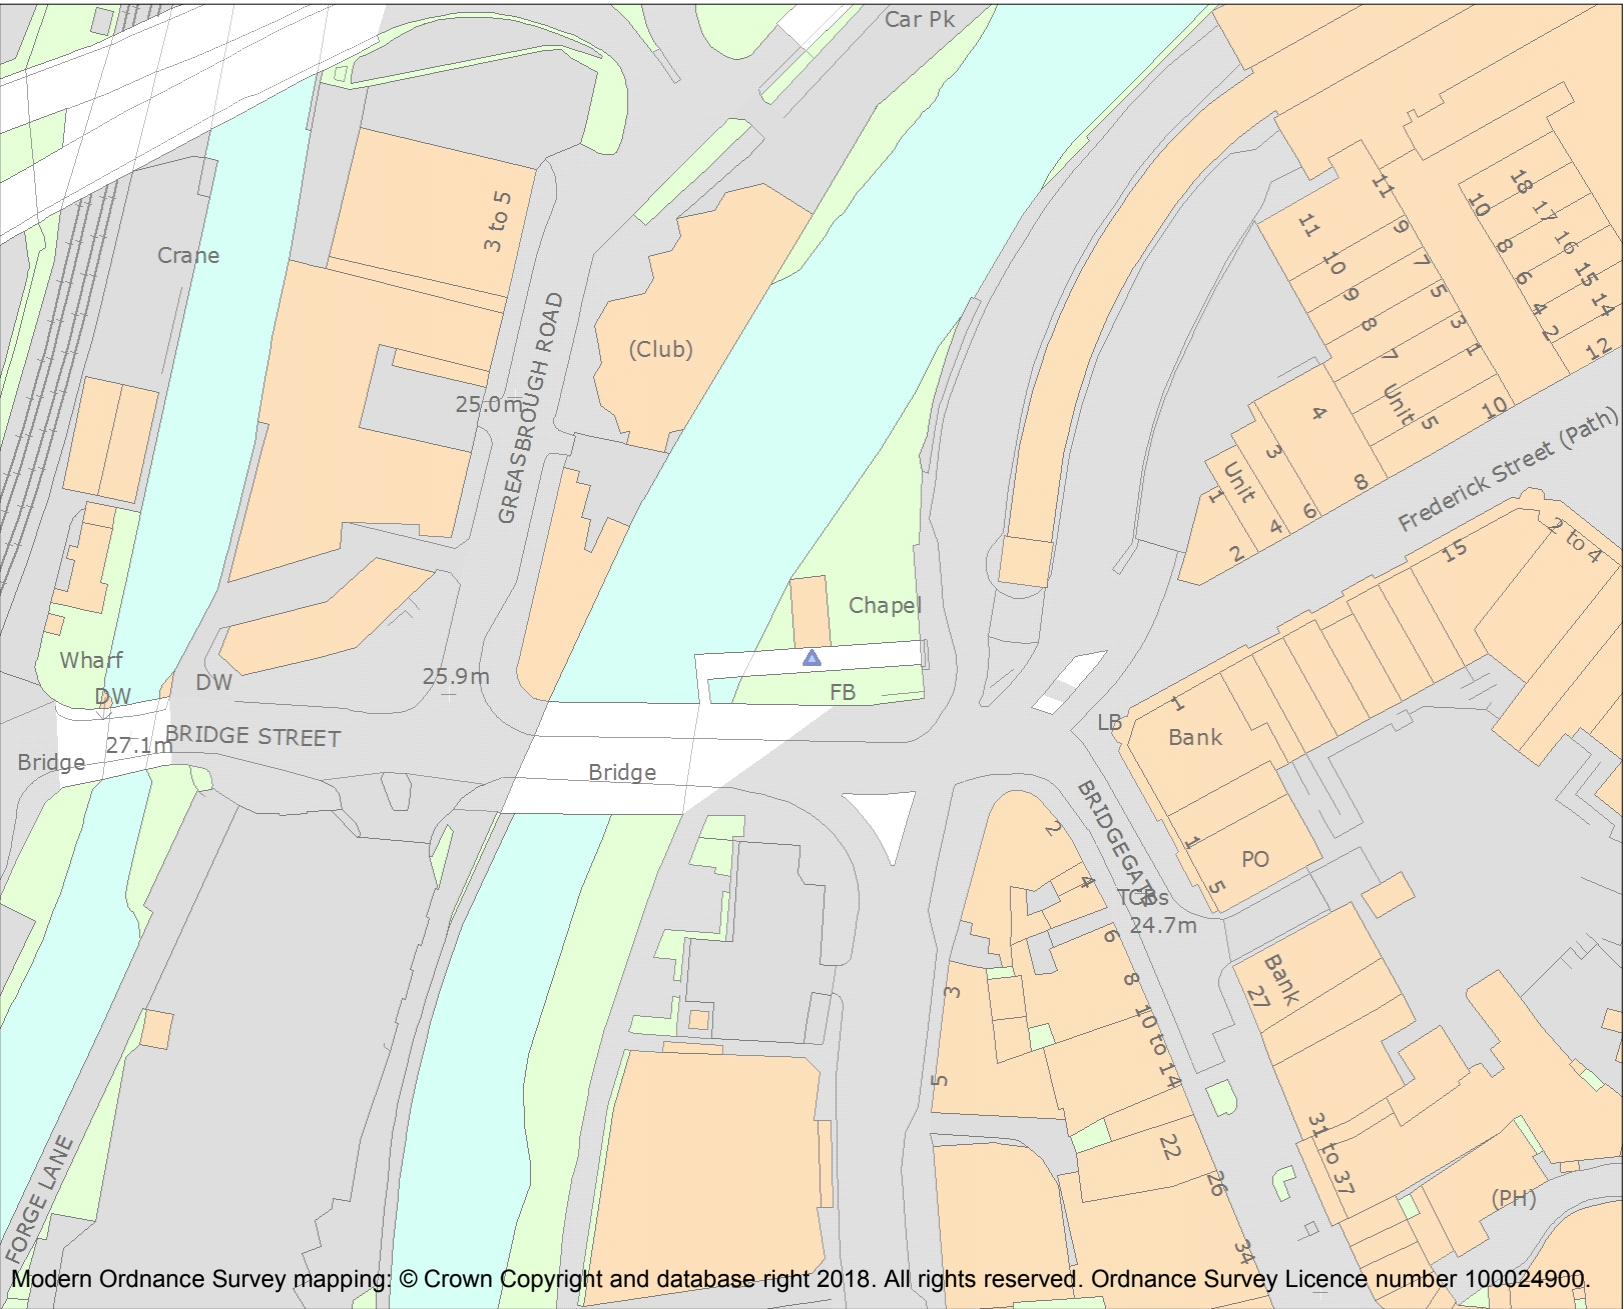 Car Pk
Crane
3 to 5
GREASBROUGH ROAD
(Club)
25.0m
11
11
9
10
7
9
5
8
3
7
1
18
10
17
8
16
6
15
4
14
2
12
Unit
5
10
4
3
8
Unit
1
6
4
2
Frederick Street (Path)
15
2 to 4
Chapel
Wharf
DW
DW
25.9m
FB
27.1m
BRIDGE STREET
Bridge
Bridge
LB
1
Bank
BRIDGEGATE
1
PO
5
2
4
TCBs
24.7m
6
8
3
10 to 14
Bank
27
5
22
26
34
31 to 37
(PH)
FORGE LANE
Modern Ordnance Survey mapping: © Crown Copyright and database right 2018. All rights reserved. Ordnance Survey Licence number 100024900.